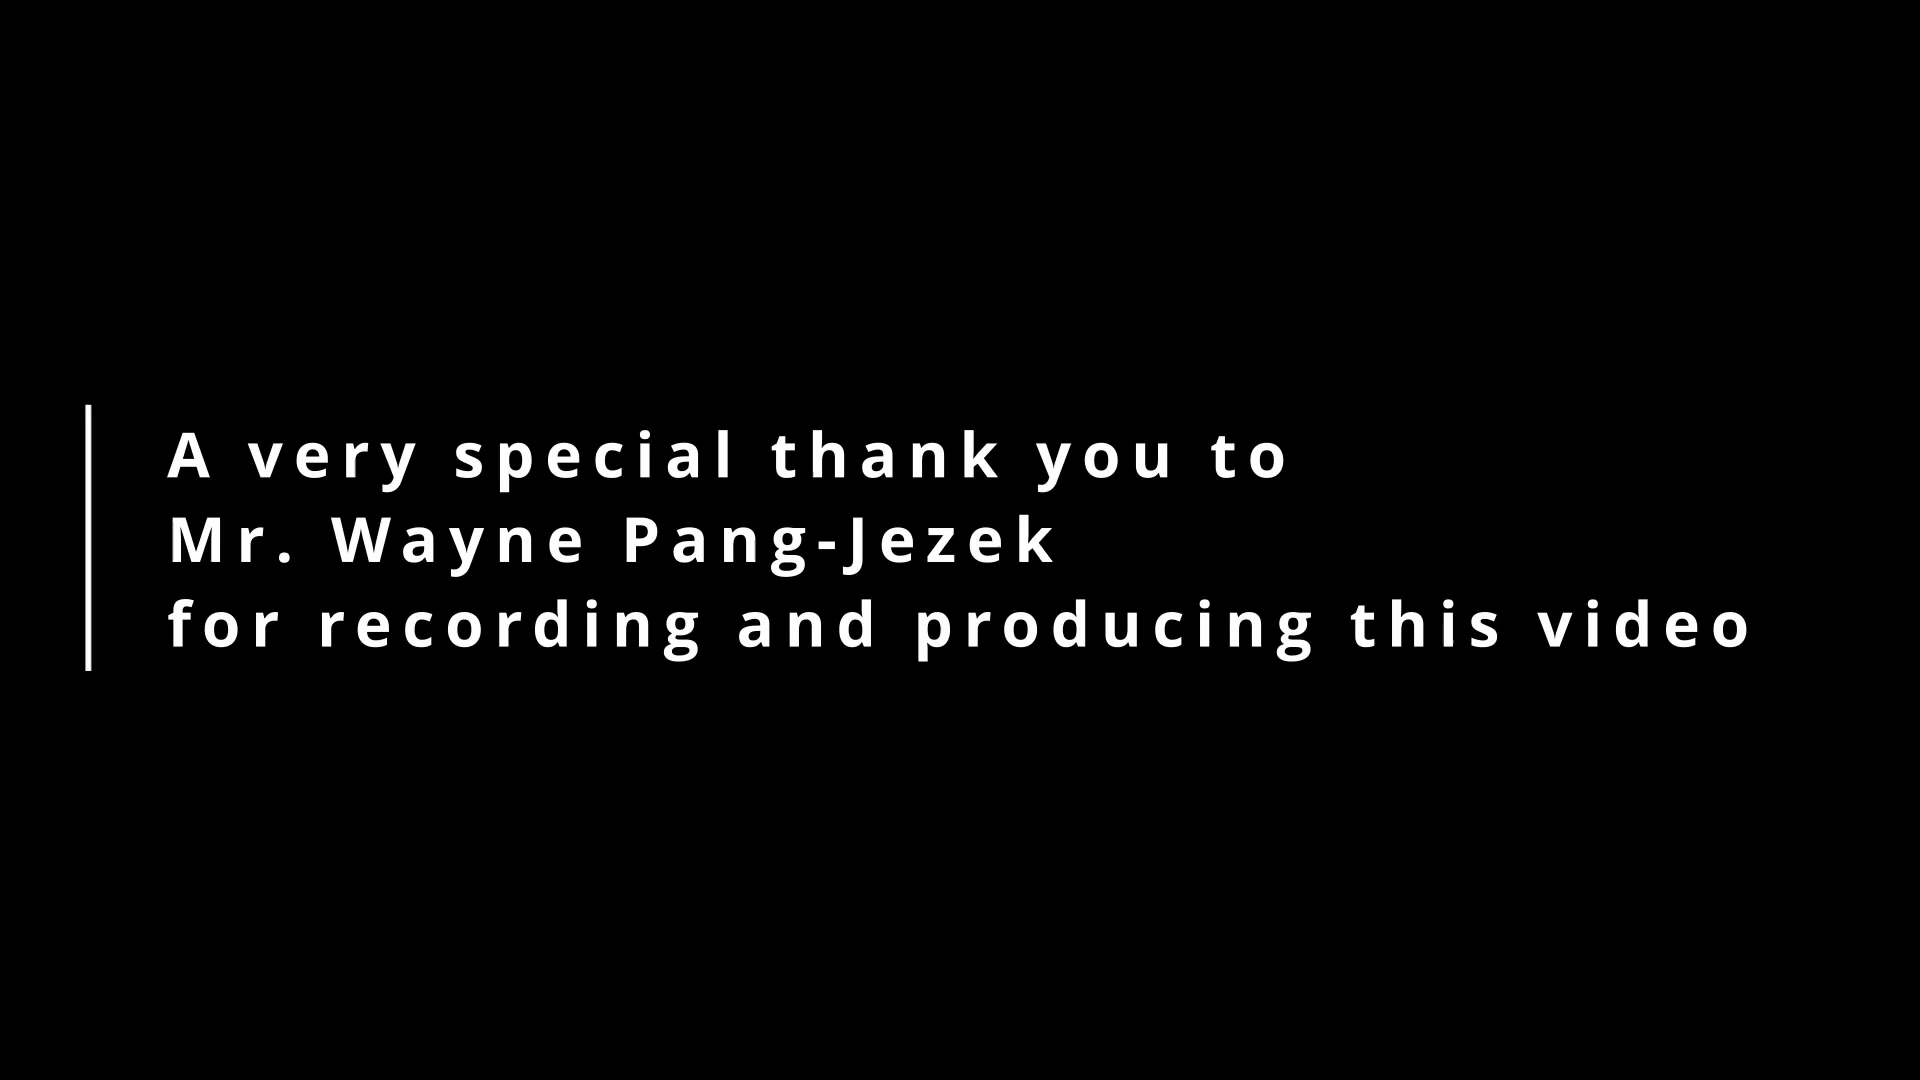 A very special thank you to
Mr. Wayne Pang-Jezek
for recording and producing this video